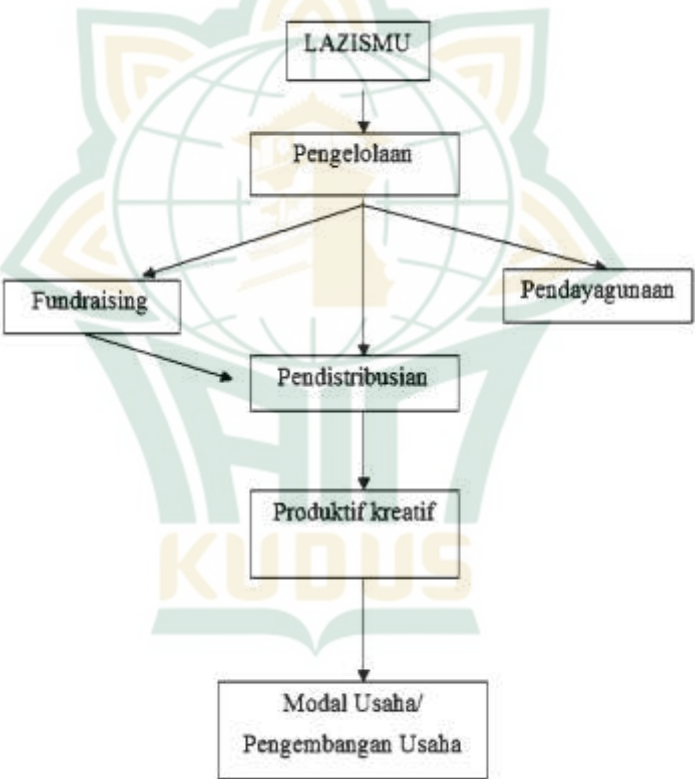 LAZISMU
Pengelolaan
Fundraising
Pendayagunaan
Pendistribusian
Produktif kreatif
KUDUS
Modal Usaha/
Pengembangan Usaha